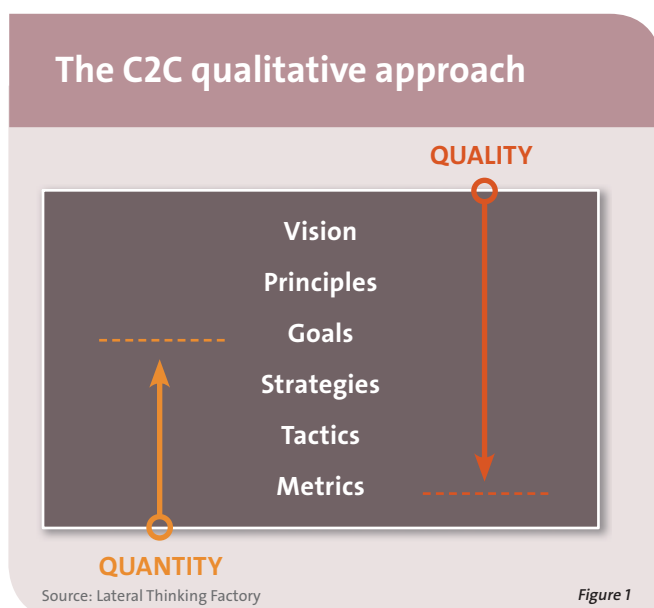 The C2C qualitative approach
QUALITY
Vision
Principles
Goals
Strategies
Tactics
Metrics
QUANTITY
Source: Lateral Thinking Factory
Figure 1